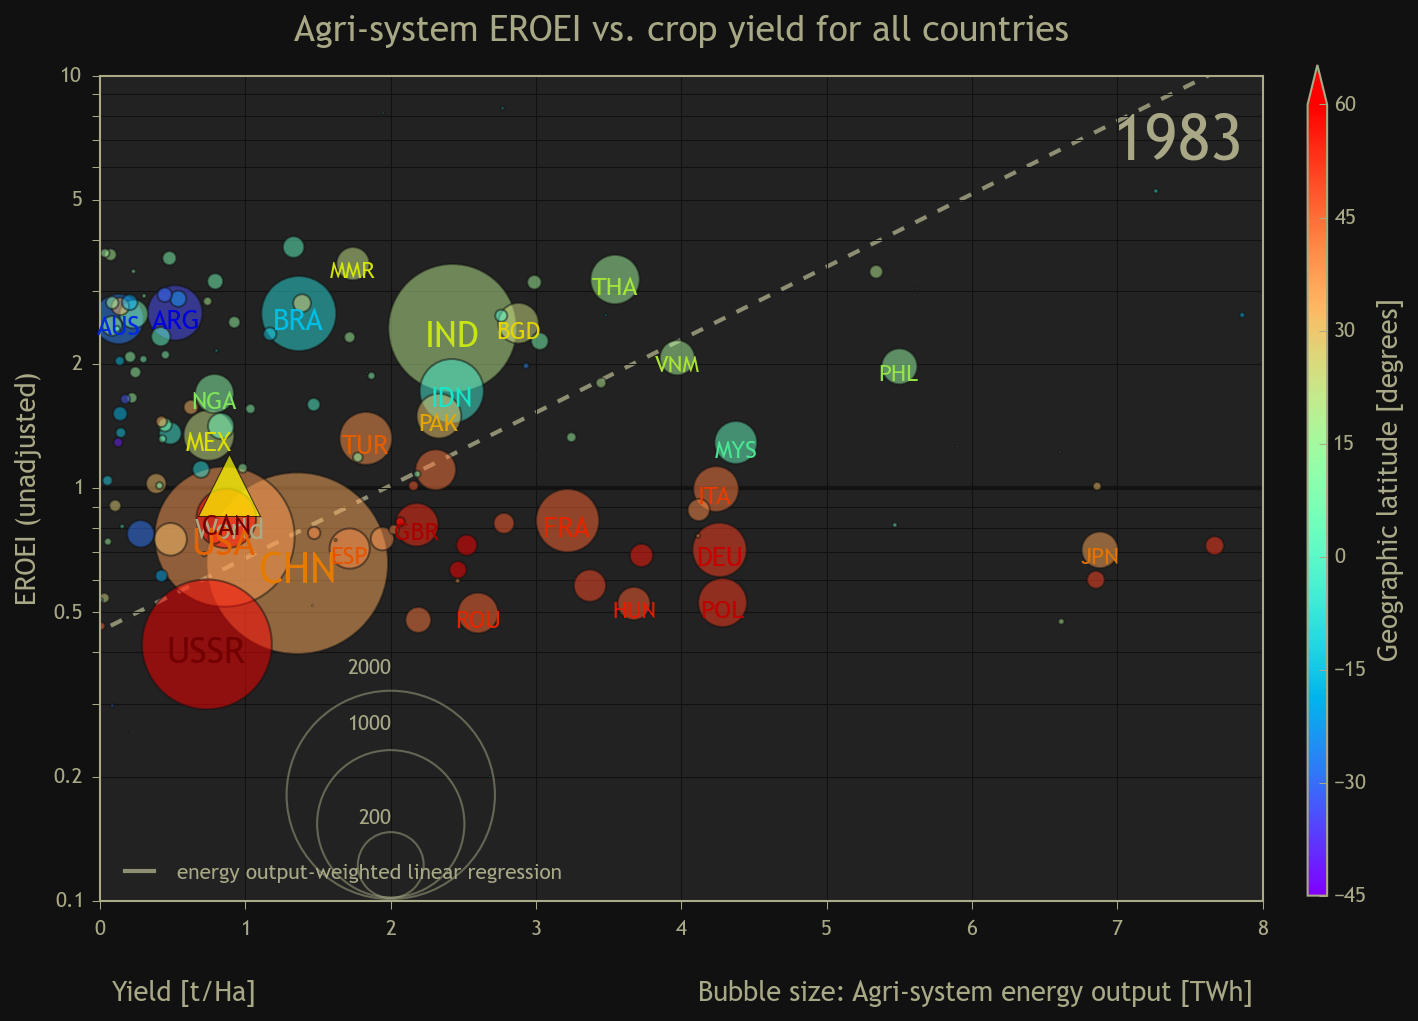 Agri-system EROEI vs. crop yield for all countries
1983
10
5
2
1
0.5
0.2
0.1
EROEI (unadjusted)
MMR
THA
AUS
ARG
BRA
IND
BGD
VNM
PHL
NGA
IDN
PAK
MEX
TUR
MYS
ITA
CAN
World
USA
GBR
FRA
CHN
ESP
DEU
JPN
ROU
HUN
POL
USSR
2000
1000
200
energy output-weighted linear regression
0 1 2 3 4 5 6 7 8
Yield [t/Ha]
Bubble size: Agri-system energy output [TWh]
60
45
30
15
0
−15
−30
−45
Geographic latitude [degrees]